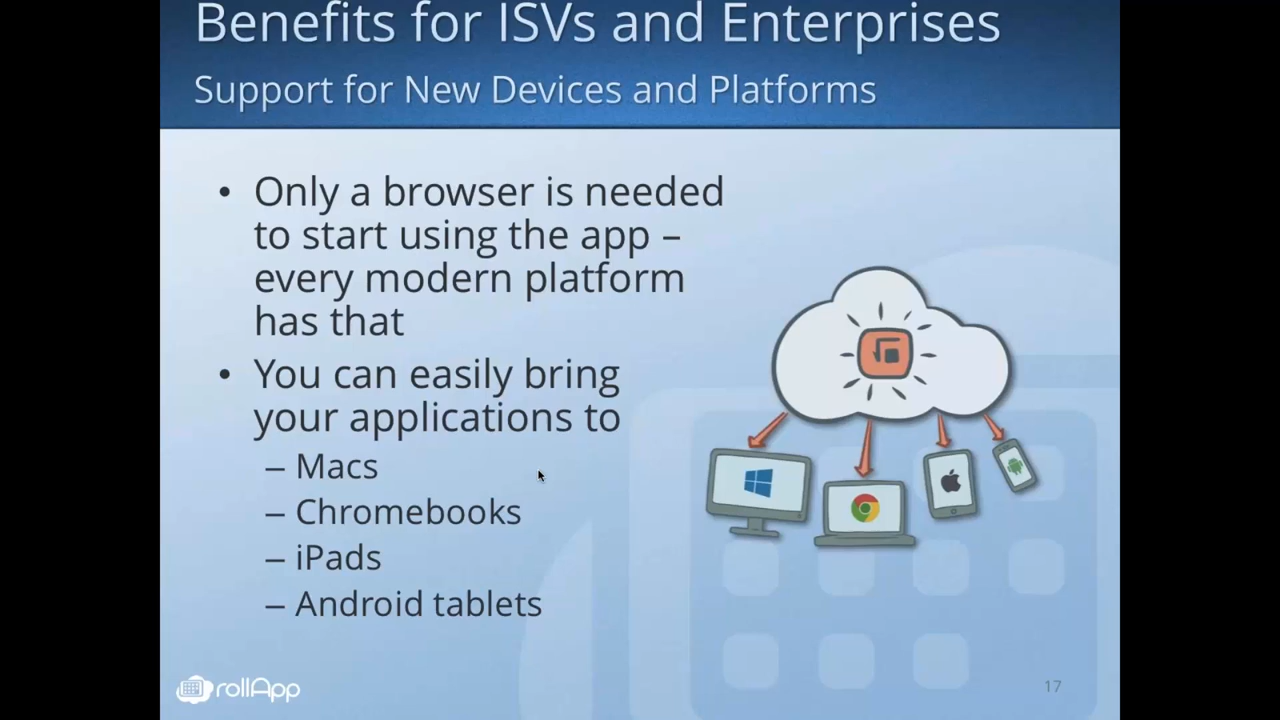 Benefits for ISVs and Enterprises
Support for New Devices and Platforms
• Only a browser is needed
to start using the app –
every modern platform
has that
• You can easily bring
your applications to
– Macs
– Chromebooks
– iPads
– Android tablets
rollApp
17